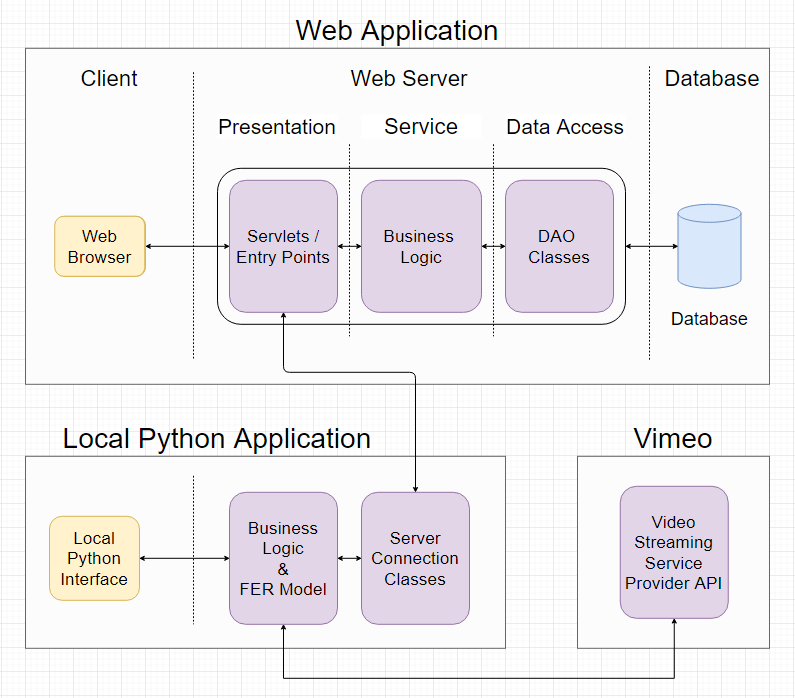 Web Application
Client
Web Server
Database
Presentation
Service
Data Access
Web
Browser
Servlets /
Entry Points
Business
Logic
DAO
Classes
Database
Local Python Application
Vimeo
Local
Python
Interface
Business
Logic
&
FER Model
Server
Connection
Classes
Video
Streaming
Service
Provider API